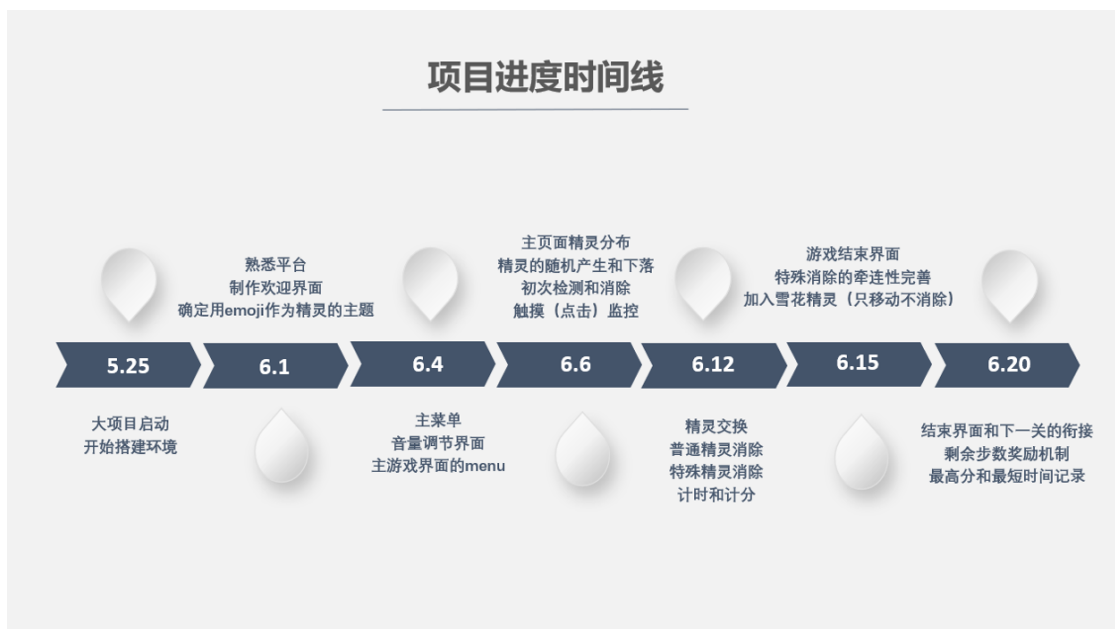 项目进度时间线
熟悉平台
制作欢迎界面
确定用emoji作为精灵的主题
主页面精灵分布
精灵的随机产生和下落
初次检测和消除
触摸（点击）监控
游戏结束界面
特殊消除的牵连性完善
加入雪花精灵（只移动不消除）
5.25
6.1
6.4
6.6
6.12
6.15
6.20
大项目启动
开始搭建环境
主菜单
音量调节界面
主游戏界面的menu
精灵交换
普通精灵消除
特殊精灵消除
计时和计分
结束界面和下一关的衔接
剩余步数奖励机制
最高分和最短时间记录